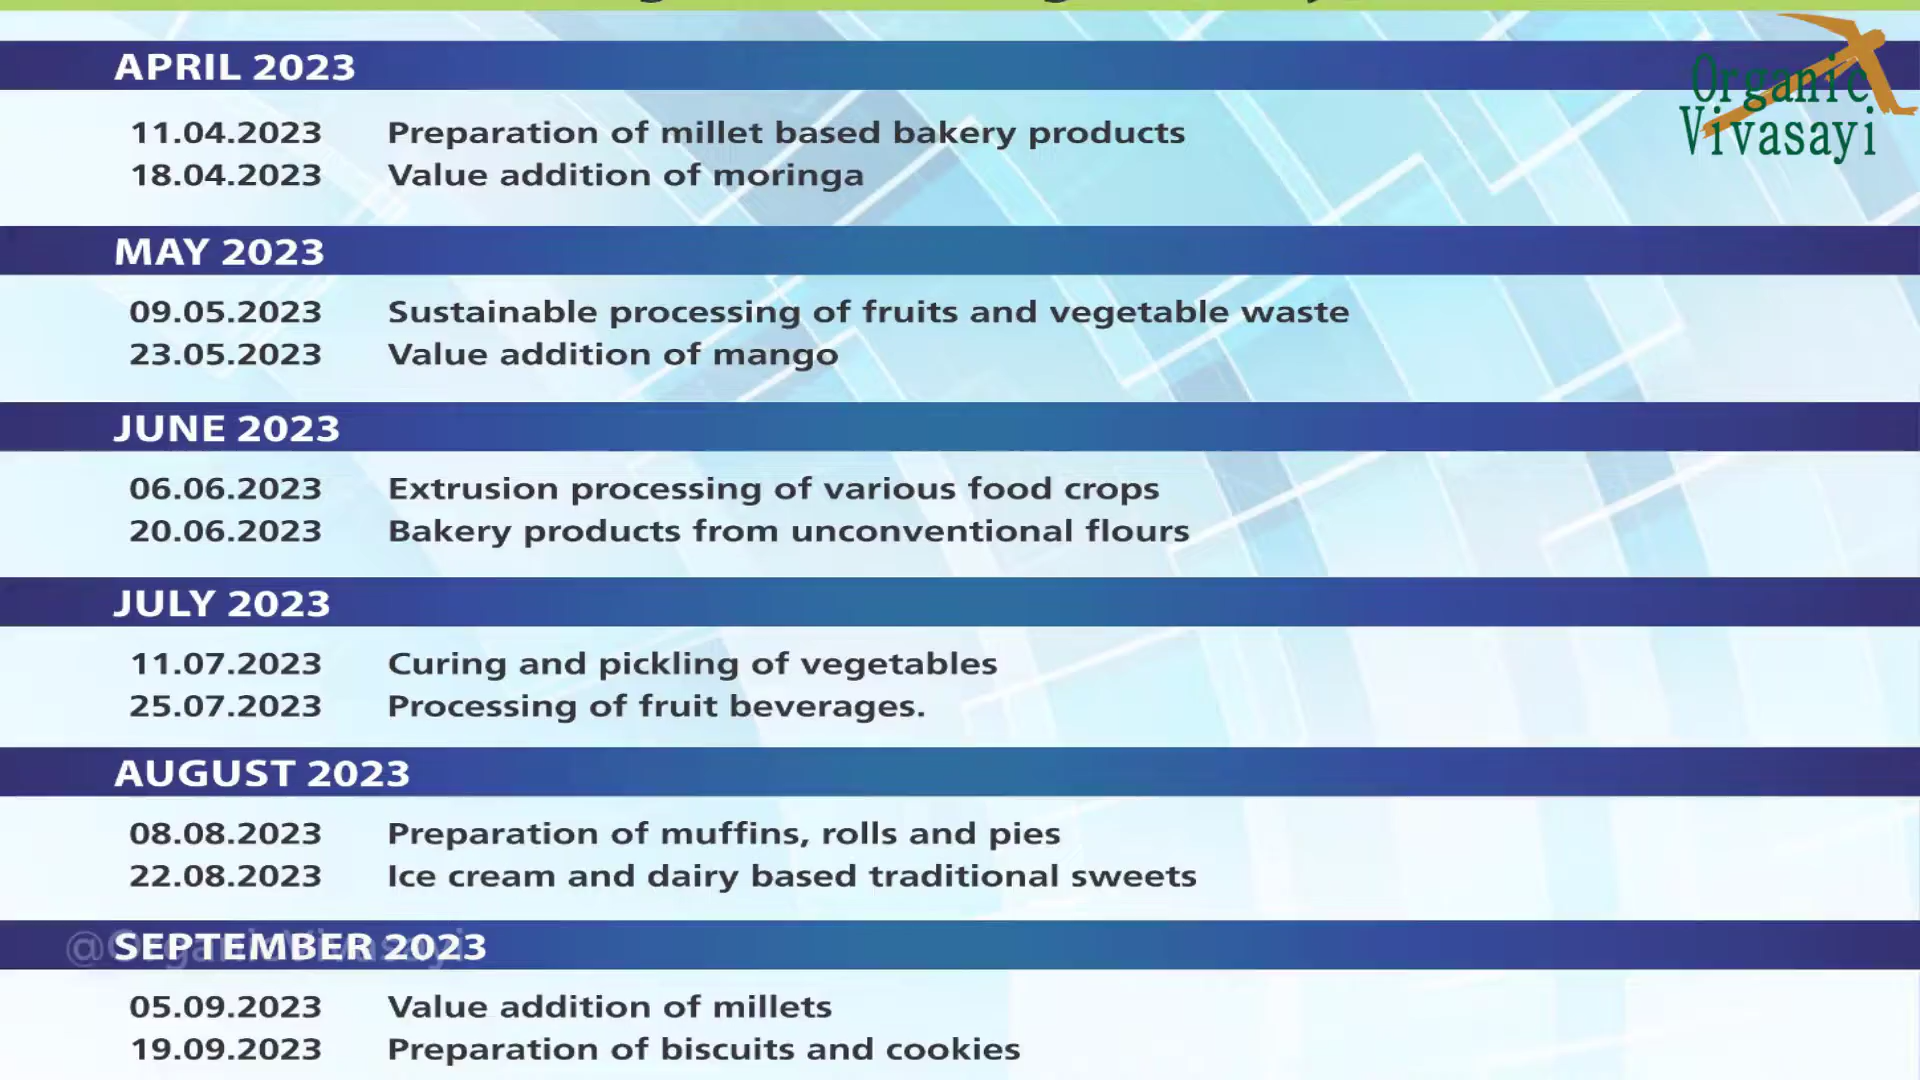 APRIL 2023
11.04.2023 Preparation of millet based bakery products
18.04.2023 Value addition of moringa
MAY 2023
09.05.2023 Sustainable processing of fruits and vegetable waste
23.05.2023 Value addition of mango
JUNE 2023
06.06.2023 Extrusion processing of various food crops
20.06.2023 Bakery products from unconventional flours
JULY 2023
11.07.2023 Curing and pickling of vegetables
25.07.2023 Processing of fruit beverages.
AUGUST 2023
08.08.2023 Preparation of muffins, rolls and pies
22.08.2023 Ice cream and dairy based traditional sweets
SEPTEMBER 2023
05.09.2023 Value addition of millets
19.09.2023 Preparation of biscuits and cookies
Organic
Vivasayi
@OrganicVivasayi